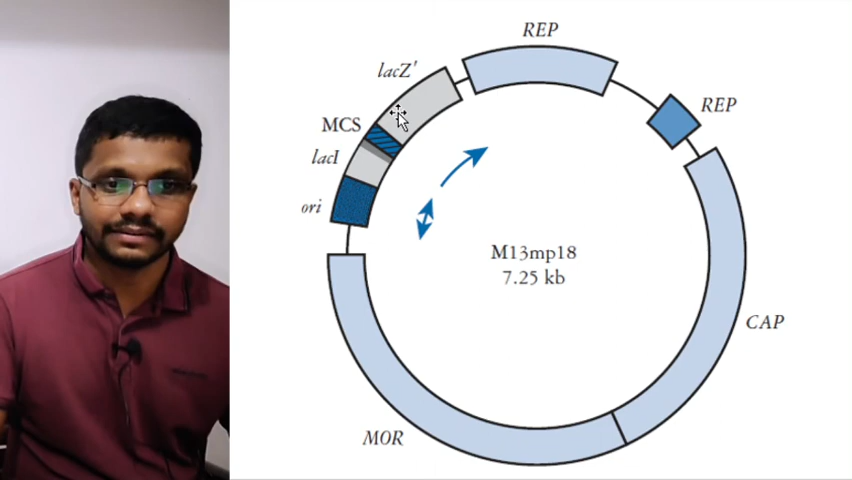 REP
lacZ'
REP
MCS
lacI
ori
M13mp18
7.25 kb
CAP
MOR